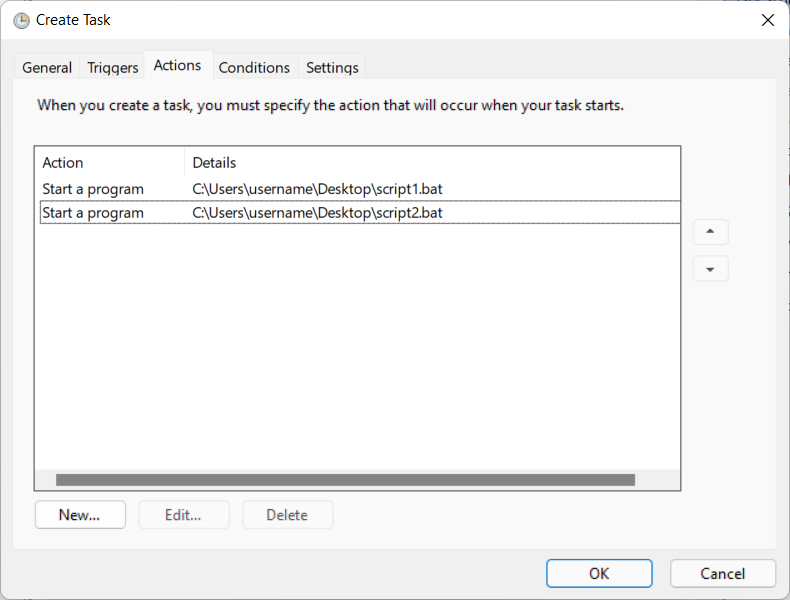 Create Task
General Triggers Actions Conditions Settings
When you create a task, you must specify the action that will occur when your task starts.
Action Details
Start a program C:\Users\username\Desktop\script1.bat
Start a program C:\Users\username\Desktop\script2.bat
New... Edit... Delete
OK Cancel